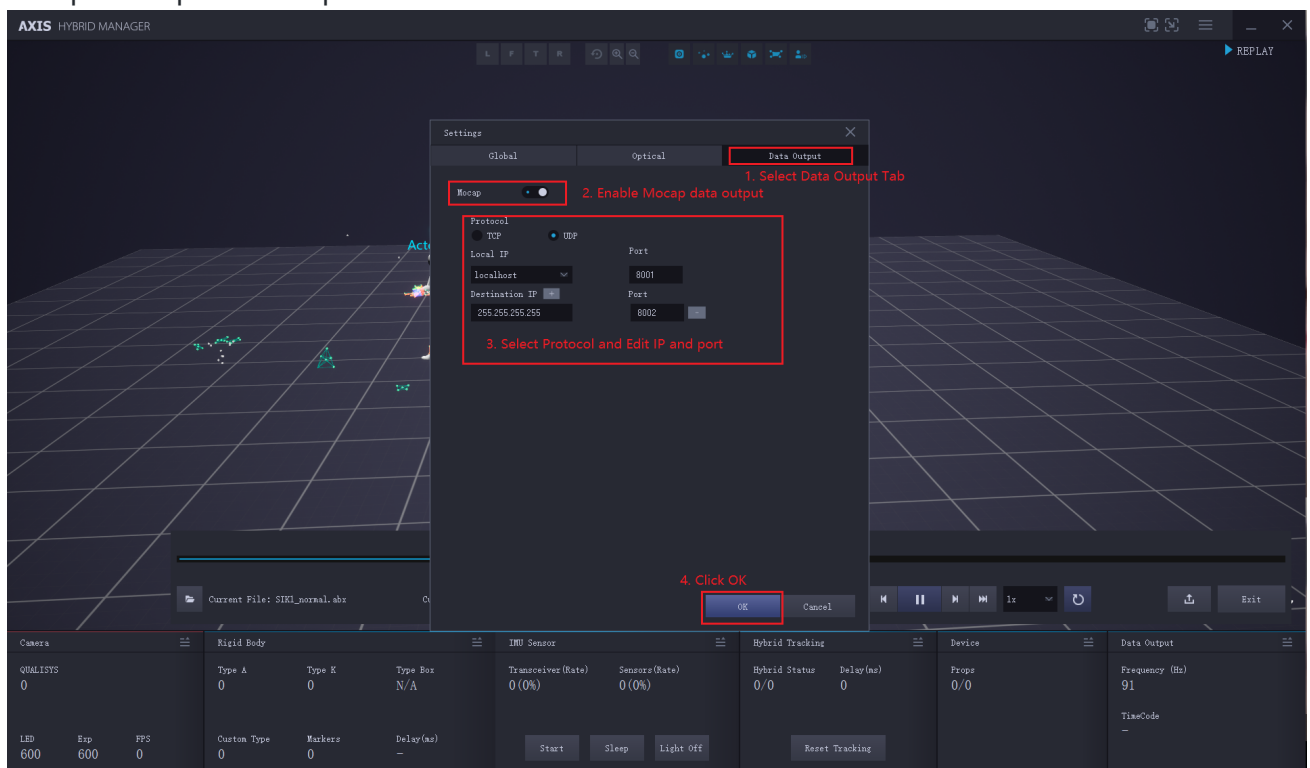 AXIS HYBRID MANAGER
L F T R
REPLAY
Settings
Global Optical Data Output
1. Select Data Output Tab
Mocap
2. Enable Mocap data output
Protocol
TCP UDP
Local IP Port
localhost 8001
Destination IP + Port
255.255.255.255 8002 -
3. Select Protocol and Edit IP and port
Acto
4. Click OK
OK Cancel
Current File: SIK1_normal.abx
Cu
1x
Exit
Camera
QUALISYS
0
LED Exp FPS
600 600 0
Rigid Body
Type A Type K Type Box
0 0 N/A
Custom Type Markers Delay(ms)
0 0 –
IMU Sensor
Transceiver(Rate) Sensors(Rate)
0(0%) 0(0%)
Start Sleep Light Off
Hybrid Tracking
Hybrid Status Delay(ms)
0/0 0
Reset Tracking
Device
Props
0/0
Data Output
Frequency (Hz)
91
TimeCode
–